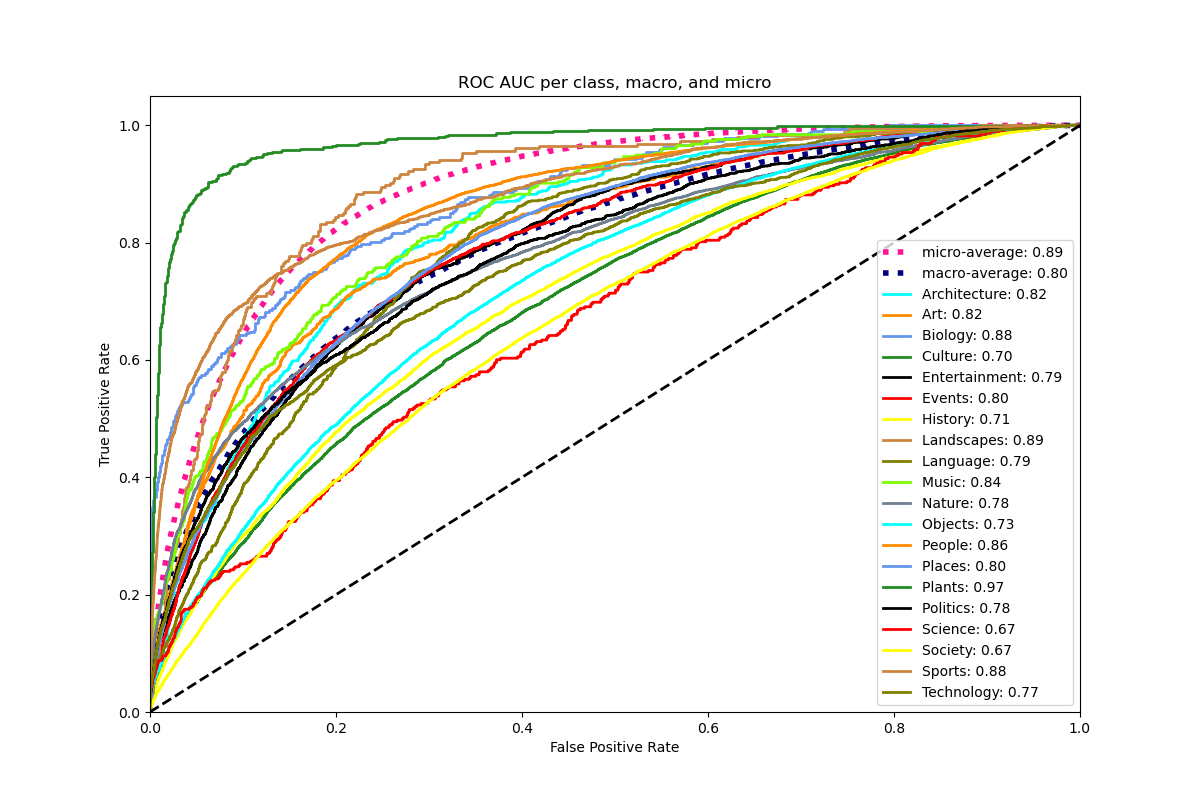 ROC AUC per class, macro, and micro
True Positive Rate
1.0
0.8
0.6
0.4
0.2
0.0
0.0 0.2 0.4 0.6 0.8 1.0
False Positive Rate
micro-average: 0.89
macro-average: 0.80
Architecture: 0.82
Art: 0.82
Biology: 0.88
Culture: 0.70
Entertainment: 0.79
Events: 0.80
History: 0.71
Landscapes: 0.89
Language: 0.79
Music: 0.84
Nature: 0.78
Objects: 0.73
People: 0.86
Places: 0.80
Plants: 0.97
Politics: 0.78
Science: 0.67
Society: 0.67
Sports: 0.88
Technology: 0.77